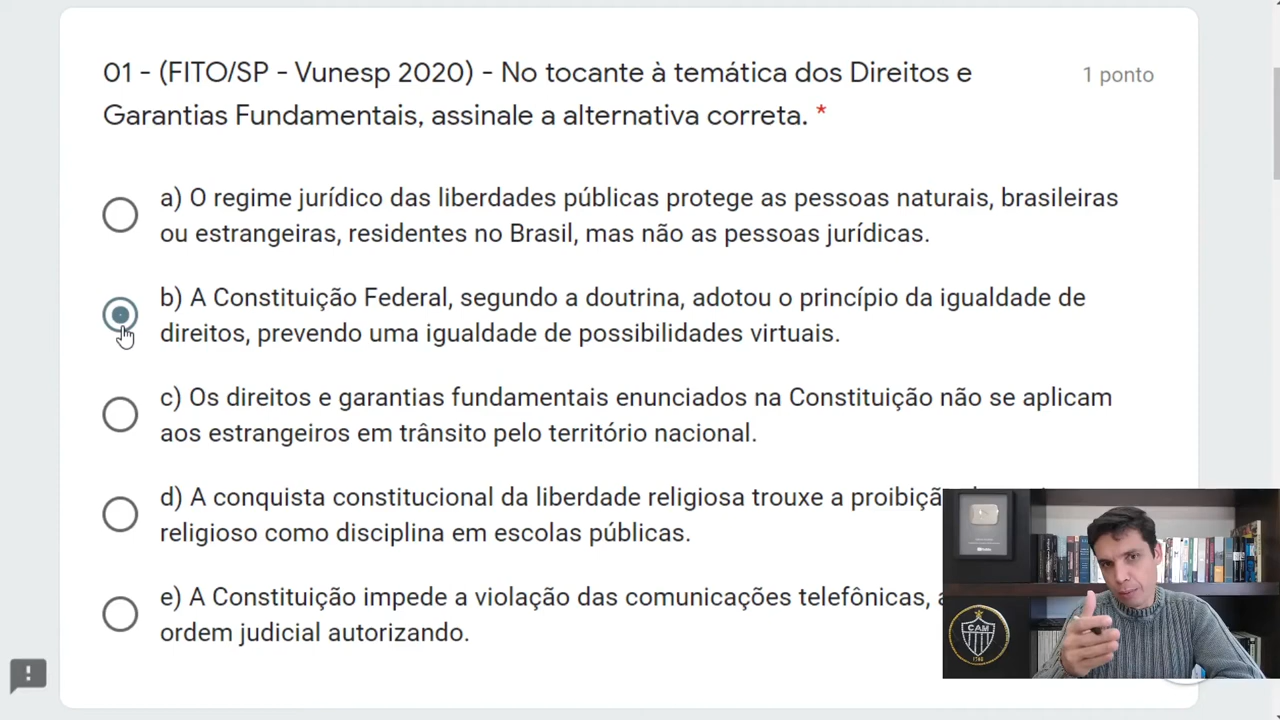 01 - (FITO/SP - Vunesp 2020) - No tocante à temática dos Direitos e
1 ponto
Garantias Fundamentais, assinale a alternativa correta. *
a) O regime jurídico das liberdades públicas protege as pessoas naturais, brasileiras
ou estrangeiras, residentes no Brasil, mas não as pessoas jurídicas.
b) A Constituição Federal, segundo a doutrina, adotou o princípio da igualdade de
direitos, prevendo uma igualdade de possibilidades virtuais.
c) Os direitos e garantias fundamentais enunciados na Constituição não se aplicam
aos estrangeiros em trânsito pelo território nacional.
d) A conquista constitucional da liberdade religiosa trouxe a
religioso como disciplina em escolas públicas.
e) A Constituição impede a violação das comunicações telefônicas,
ordem judicial autorizando.
CAM